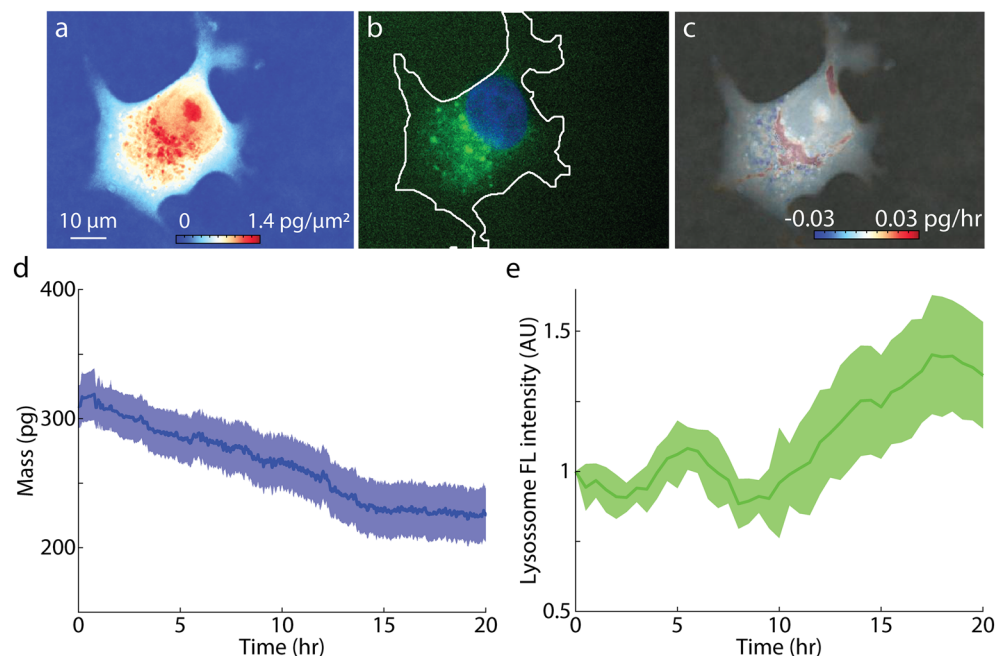 a
b
c
10 μm
0
1.4 pg/μm²
-0.03
0.03 pg/hr
d
e
400
300
200
Mass (pg)
0
5
10
15
20
Time (hr)
1.5
1
0.5
Lysossome FL intensity (AU)
0
5
10
15
20
Time (hr)